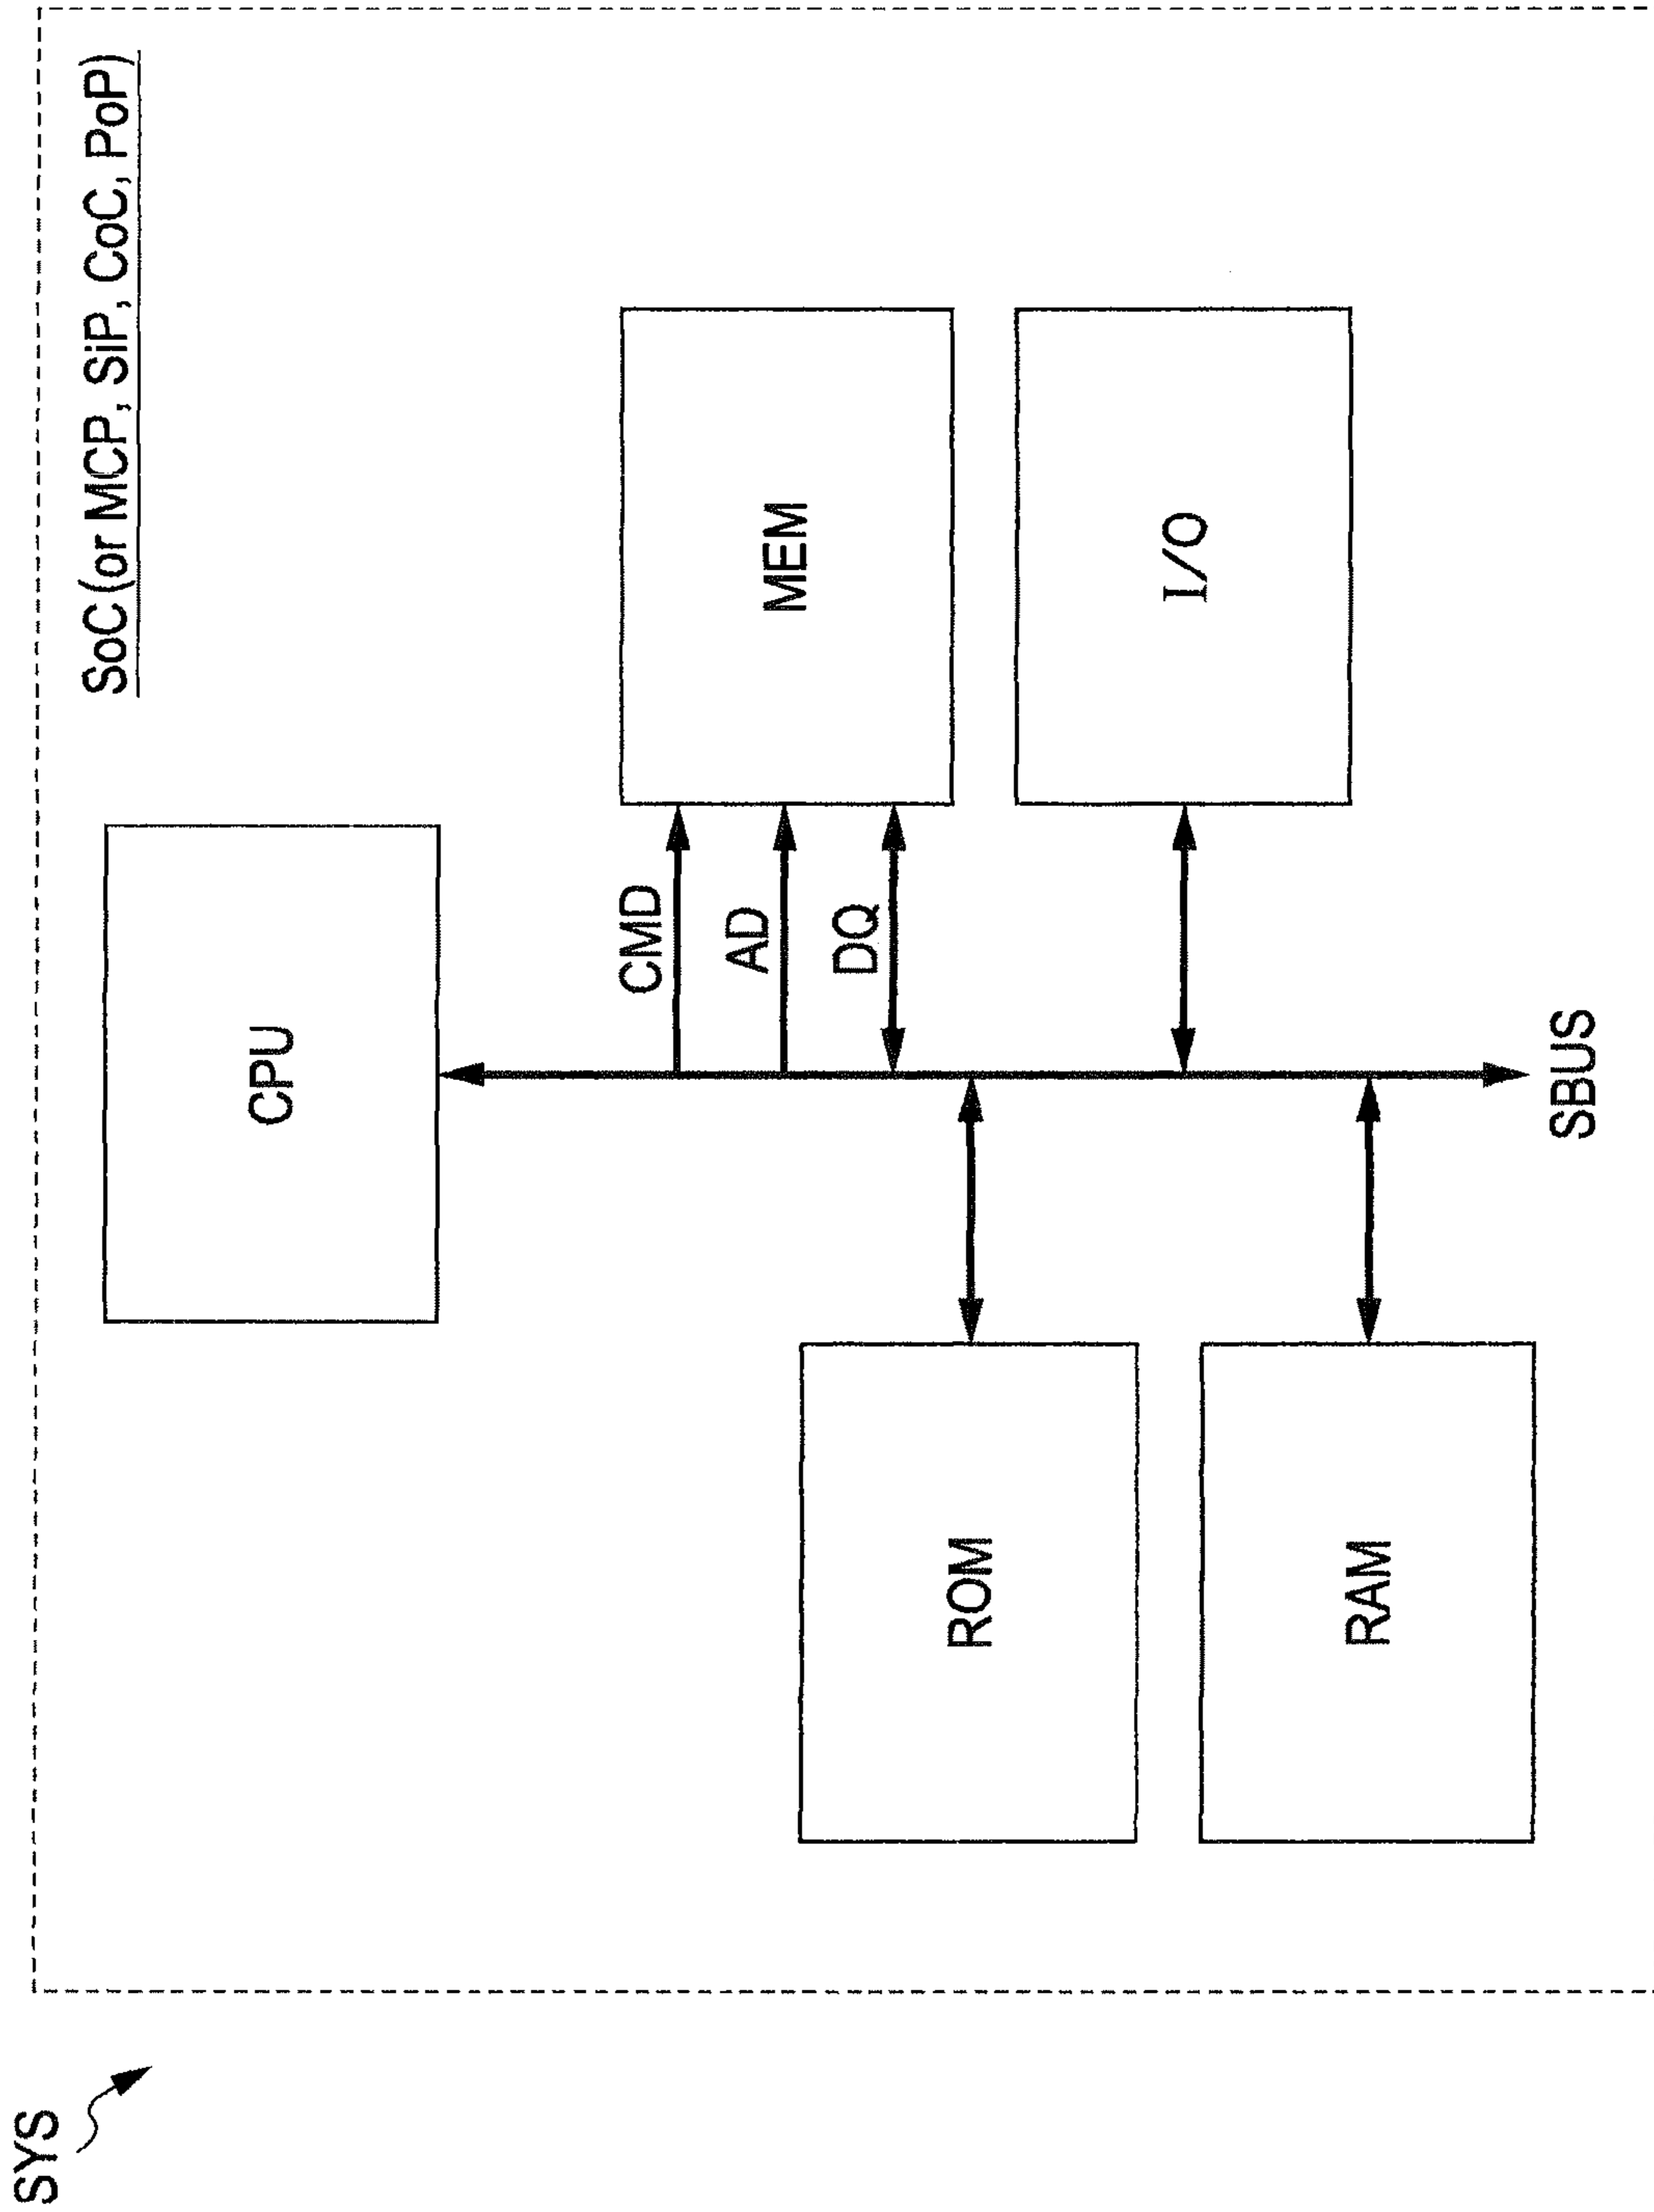 SYS
SoC (or MCP, SiP, CoC, PoP)
CPU
CMD
AD
DQ
MEM
I/O
ROM
RAM
SBUS